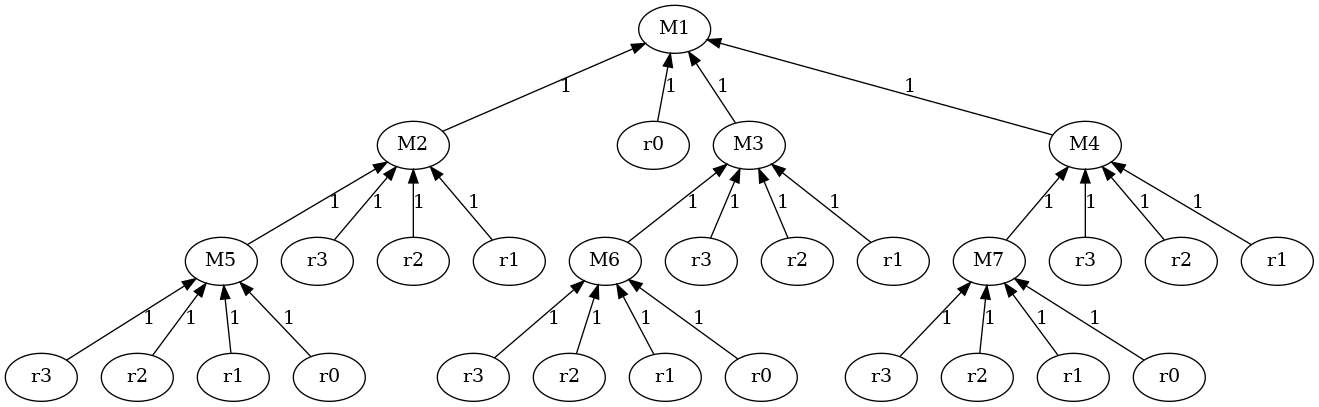 M1
1 1 1 1
M2 r0 M3 M4
1 1 1 1 1 1 1 1 1 1 1 1
M5 r3 r2 r1 M6 r3 r2 r1 M7 r3 r2 r1
1 1 1 1 1 1 1 1 1 1 1 1
r3 r2 r1 r0 r3 r2 r1 r0 r3 r2 r1 r0